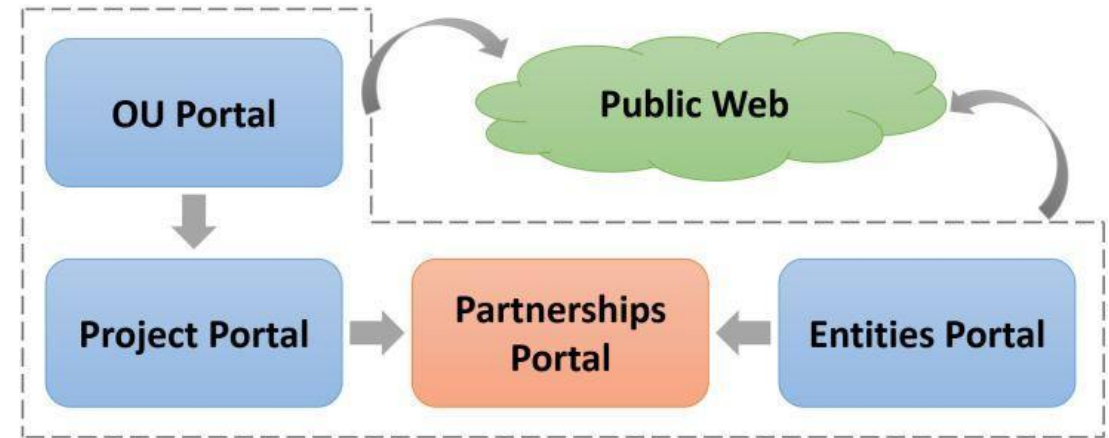 OU Portal
Public Web
Project Portal
Partnerships
Portal
Entities Portal